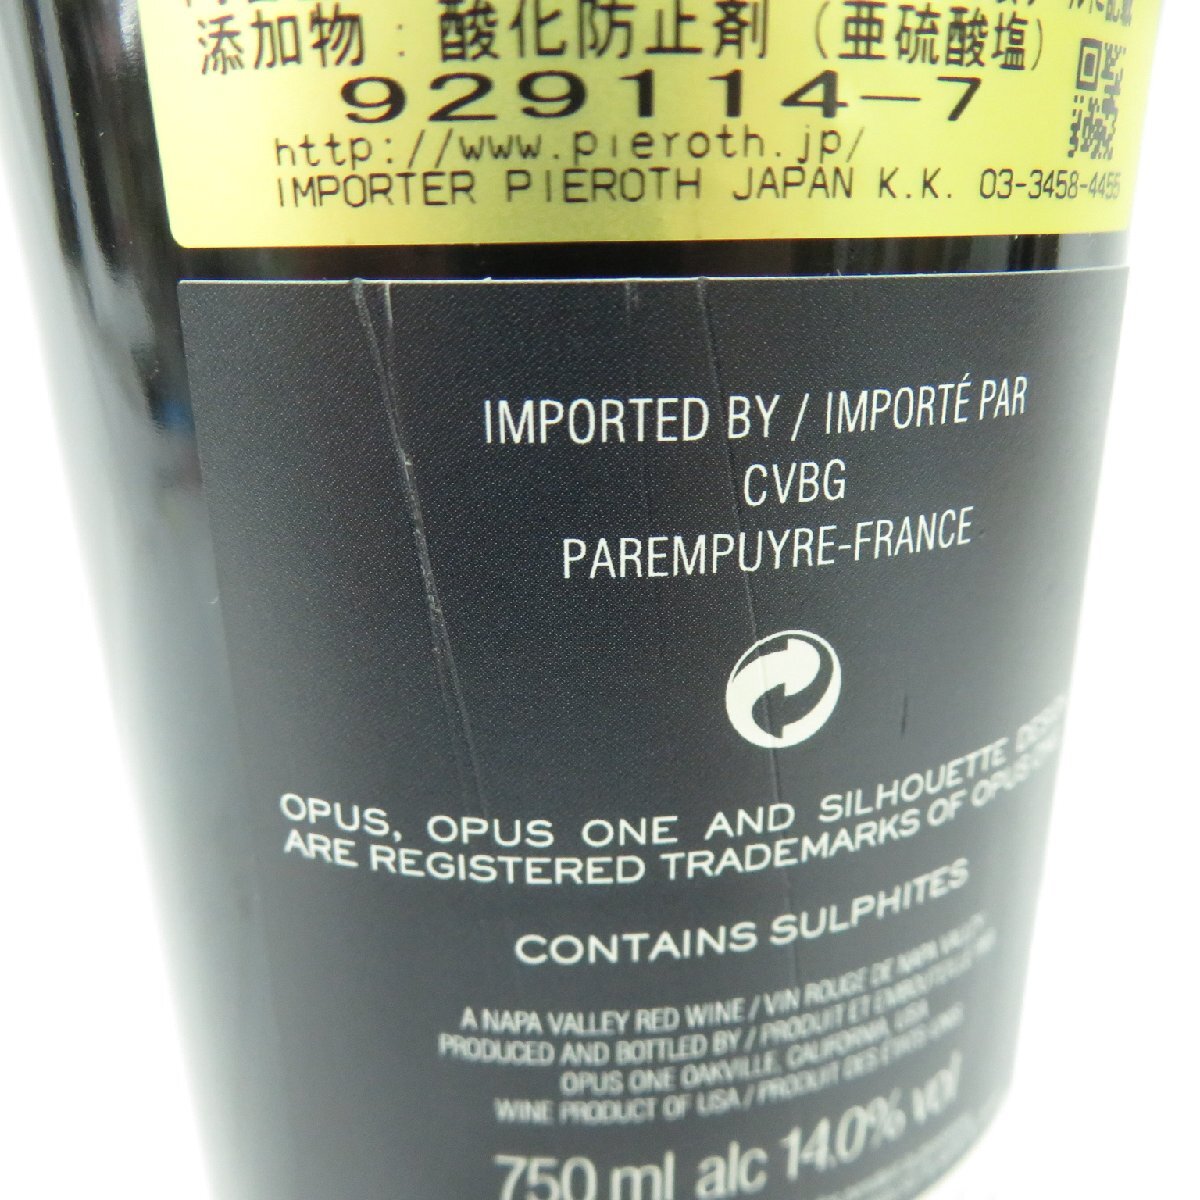 添加物：酸化防止剤（亜硫酸塩）
929114-7
http://www.pieroth.jp/
IMPORTER PIEROTH JAPAN K.K. 03-3458-4455
IMPORTED BY / IMPORTÉ PAR
CVBG
PAREMPUYRE-FRANCE
OPUS, OPUS ONE AND SILHOUETTE DESIGN
ARE REGISTERED TRADEMARKS OF OPUS ONE
CONTAINS SULPHITES
A NAPA VALLEY RED WINE / VIN ROUGE DE NAPA VALLEY
PRODUCED AND BOTTLED BY / PRODUIT ET EMBOUTEILLÉ PAR
OPUS ONE OAKVILLE, CALIFORNIA, USA
WINE PRODUCT OF USA / PRODUIT DES ETATS-UNIS
750 ml alc 14.0% vol